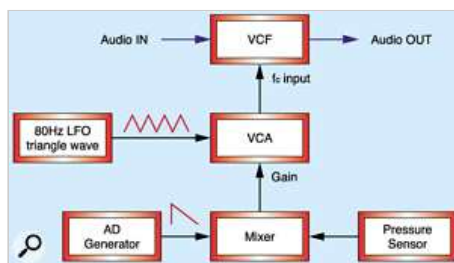 Audio IN
VCF
Audio OUT
fc input
80Hz LFO
triangle wave
VCA
Gain
AD
Generator
Mixer
Pressure
Sensor